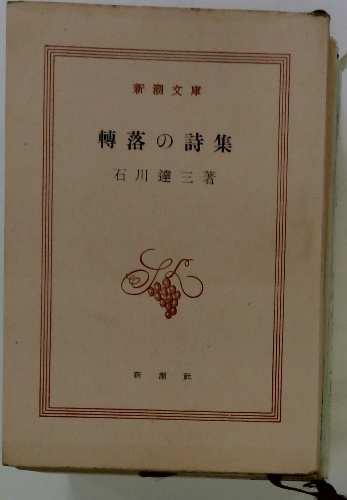 新潮文庫
轉落の詩集
石川達三著
新潮社